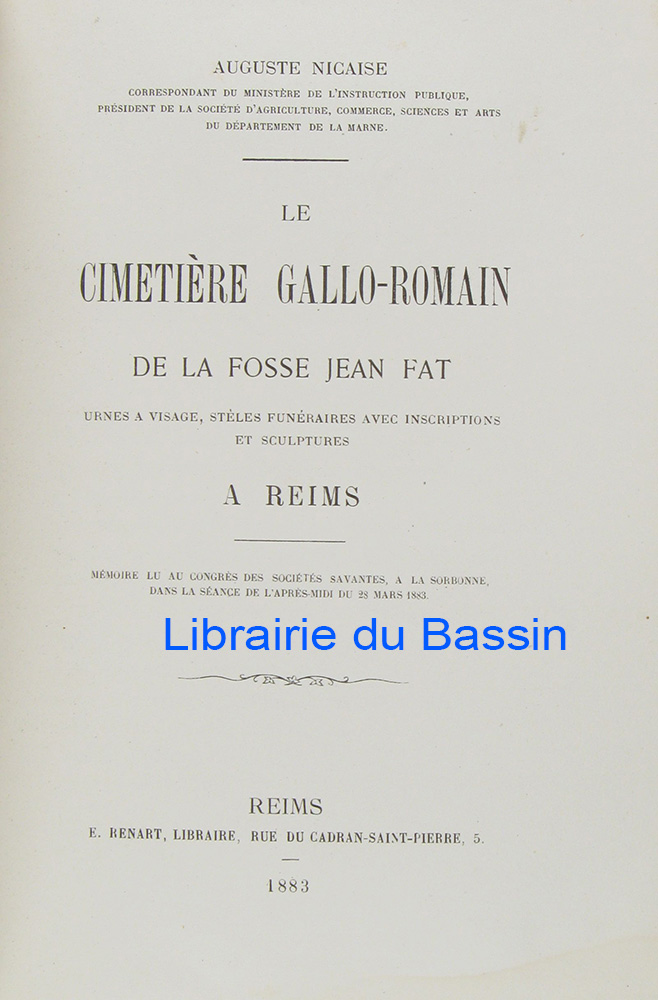 AUGUSTE NICAISE
CORRESPONDANT DU MINISTÈRE DE L'INSTRUCTION PUBLIQUE,
PRÉSIDENT DE LA SOCIÉTÉ D'AGRICULTURE, COMMERCE, SCIENCES ET ARTS
DU DÉPARTEMENT DE LA MARNE.
LE
CIMETIÈRE GALLO-ROMAIN
DE LA FOSSE JEAN FAT
URNES A VISAGE, STÈLES FUNÉRAIRES AVEC INSCRIPTIONS
ET SCULPTURES
A REIMS
MÉMOIRE LU AU CONGRÈS DES SOCIÉTÉS SAVANTES, A LA SORBONNE,
DANS LA SÉANCE DE L'APRÈS-MIDI DU 28 MARS 1883.
Librairie du Bassin
REIMS
E. RENART, LIBRAIRE, RUE DU CADRAN-SAINT-PIERRE, 5.
1883